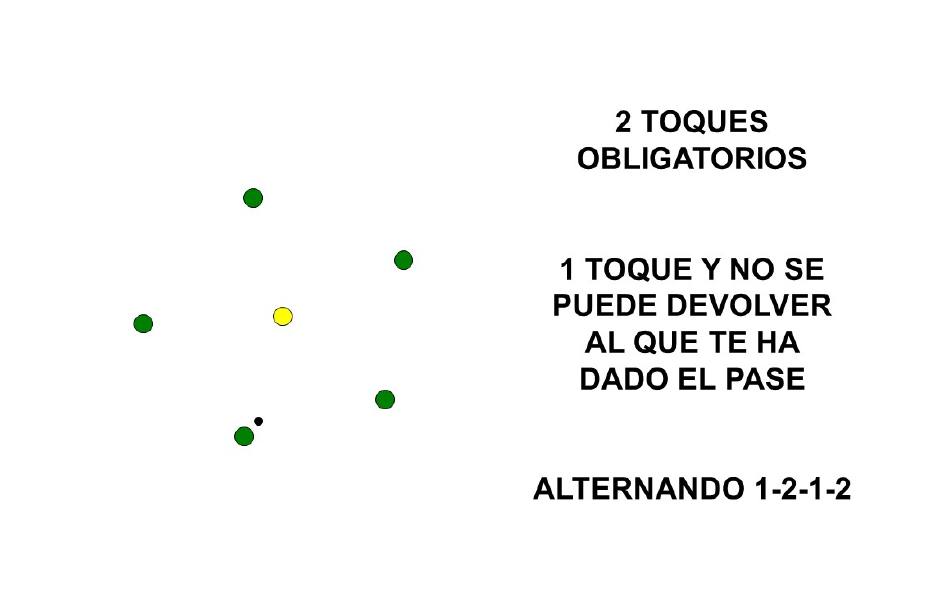 2 TOQUES
OBLIGATORIOS
1 TOQUE Y NO SE
PUEDE DEVOLVER
AL QUE TE HA
DADO EL PASE
ALTERNANDO 1-2-1-2